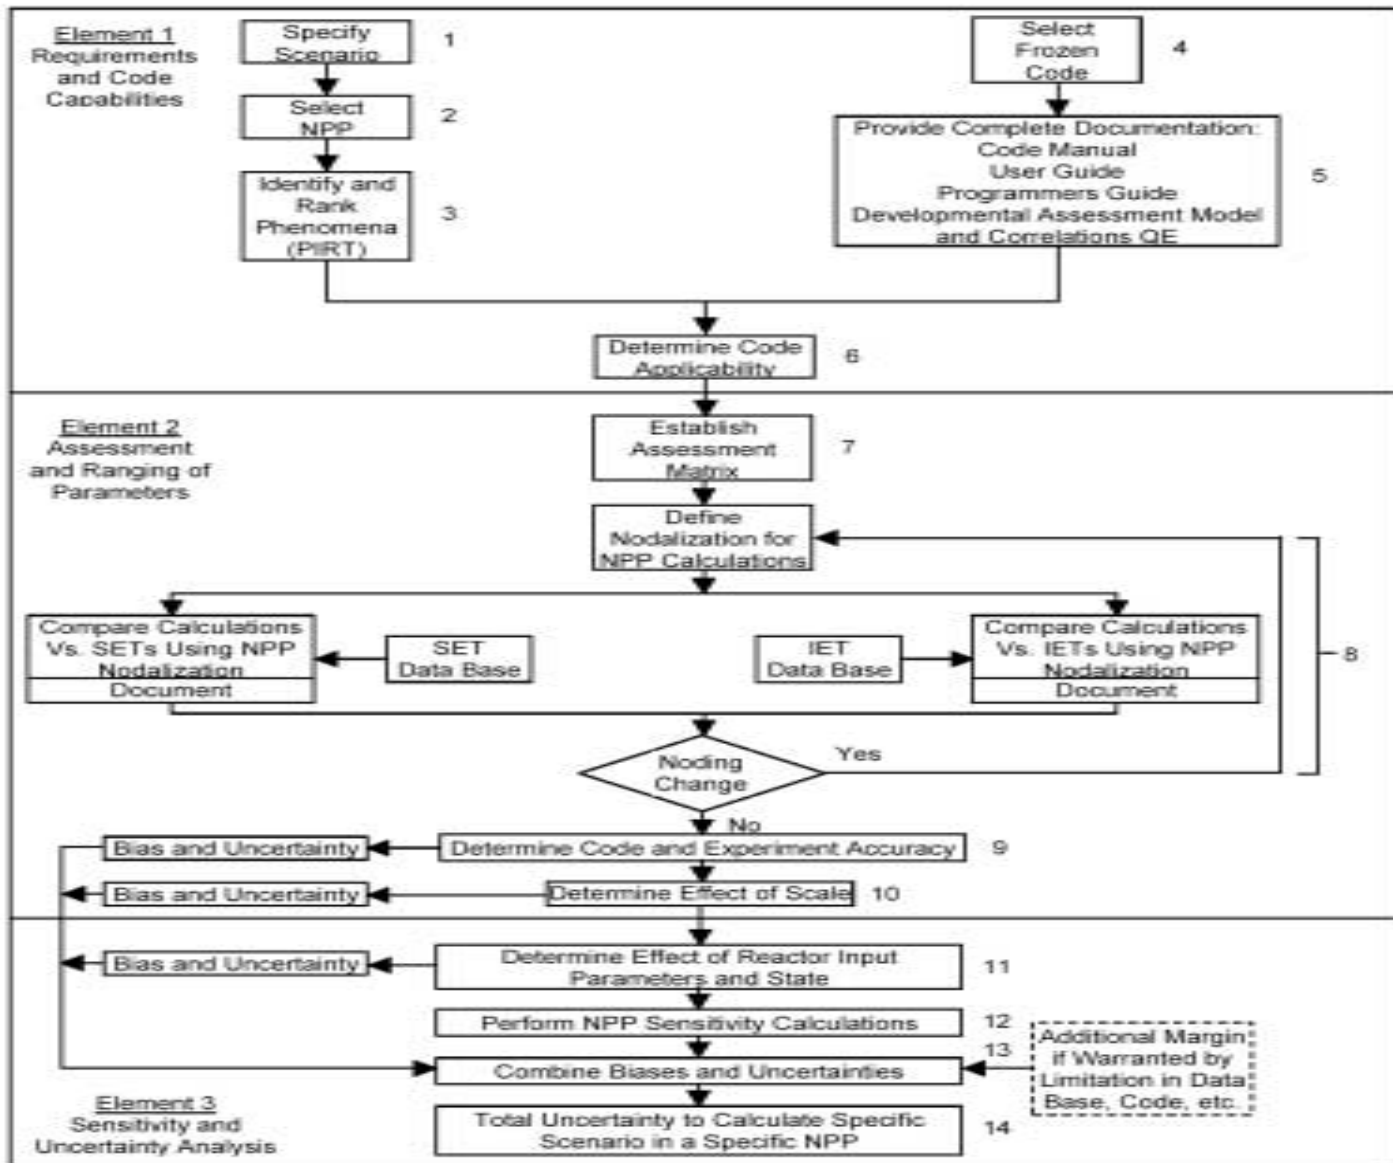 Element 1
Requirements
and Code
Capabilities
Specify
Scenario
1
Select
NPP
2
Identify and
Rank
Phenomena
(PIRT)
3
Select
Frozen
Code
4
Provide Complete Documentation:
Code Manual
User Guide
Programmers Guide
Developmental Assessment Model
and Correlations QE
5
Determine Code
Applicability
6
Element 2
Assessment
and Ranging of
Parameters
Establish
Assessment
Matrix
7
Define
Nodalization for
NPP Calculations
Compare Calculations
Vs. SETs Using NPP
Nodalization
Document
SET
Data Base
IET
Data Base
Compare Calculations
Vs. IETs Using NPP
Nodalization
Document
8
Noding
Change
Yes
No
Bias and Uncertainty
Determine Code and Experiment Accuracy
9
Bias and Uncertainty
Determine Effect of Scale
10
Bias and Uncertainty
Determine Effect of Reactor Input
Parameters and State
11
Perform NPP Sensitivity Calculations
12
13
Combine Biases and Uncertainties
Additional Margin
if Warranted by
Limitation in Data
Base, Code, etc.
Element 3
Sensitivity and
Uncertainty Analysis
Total Uncertainty to Calculate Specific
Scenario in a Specific NPP
14